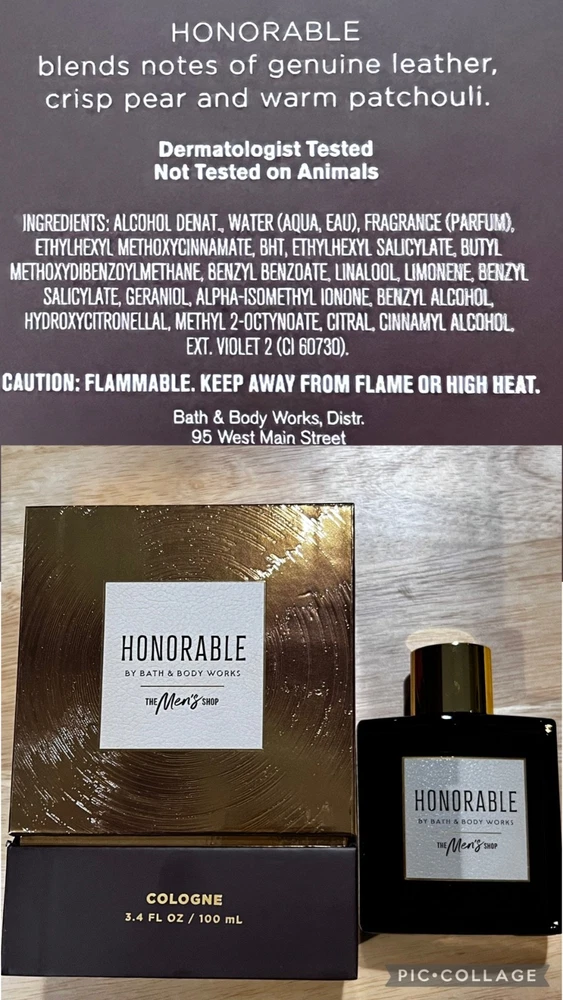 HONORABLE
blends notes of genuine leather,
crisp pear and warm patchouli.
Dermatologist Tested
Not Tested on Animals
INGREDIENTS: ALCOHOL DENAT., WATER (AQUA, EAU), FRAGRANCE (PARFUM),
ETHYLHEXYL METHOXYCINNAMATE, BHT, ETHYLHEXYL SALICYLATE, BUTYL
METHOXYDIBENZOYLMETHANE, BENZYL BENZOATE, LINALOOL, LIMONENE, BENZYL
SALICYLATE, GERANIOL, ALPHA-ISOMETHYL IONONE, BENZYL ALCOHOL,
HYDROXYCITRONELLAL, METHYL 2-OCTYNOATE, CITRAL, CINNAMYL ALCOHOL,
EXT. VIOLET 2 (CI 60730).
CAUTION: FLAMMABLE. KEEP AWAY FROM FLAME OR HIGH HEAT.
Bath & Body Works, Distr.
95 West Main Street
HONORABLE
BY BATH & BODY WORKS
THE Men's SHOP
COLOGNE
3.4 FL OZ / 100 mL
HONORABLE
BY BATH & BODY WORKS
THE Men's SHOP
PIC•COLLAGE